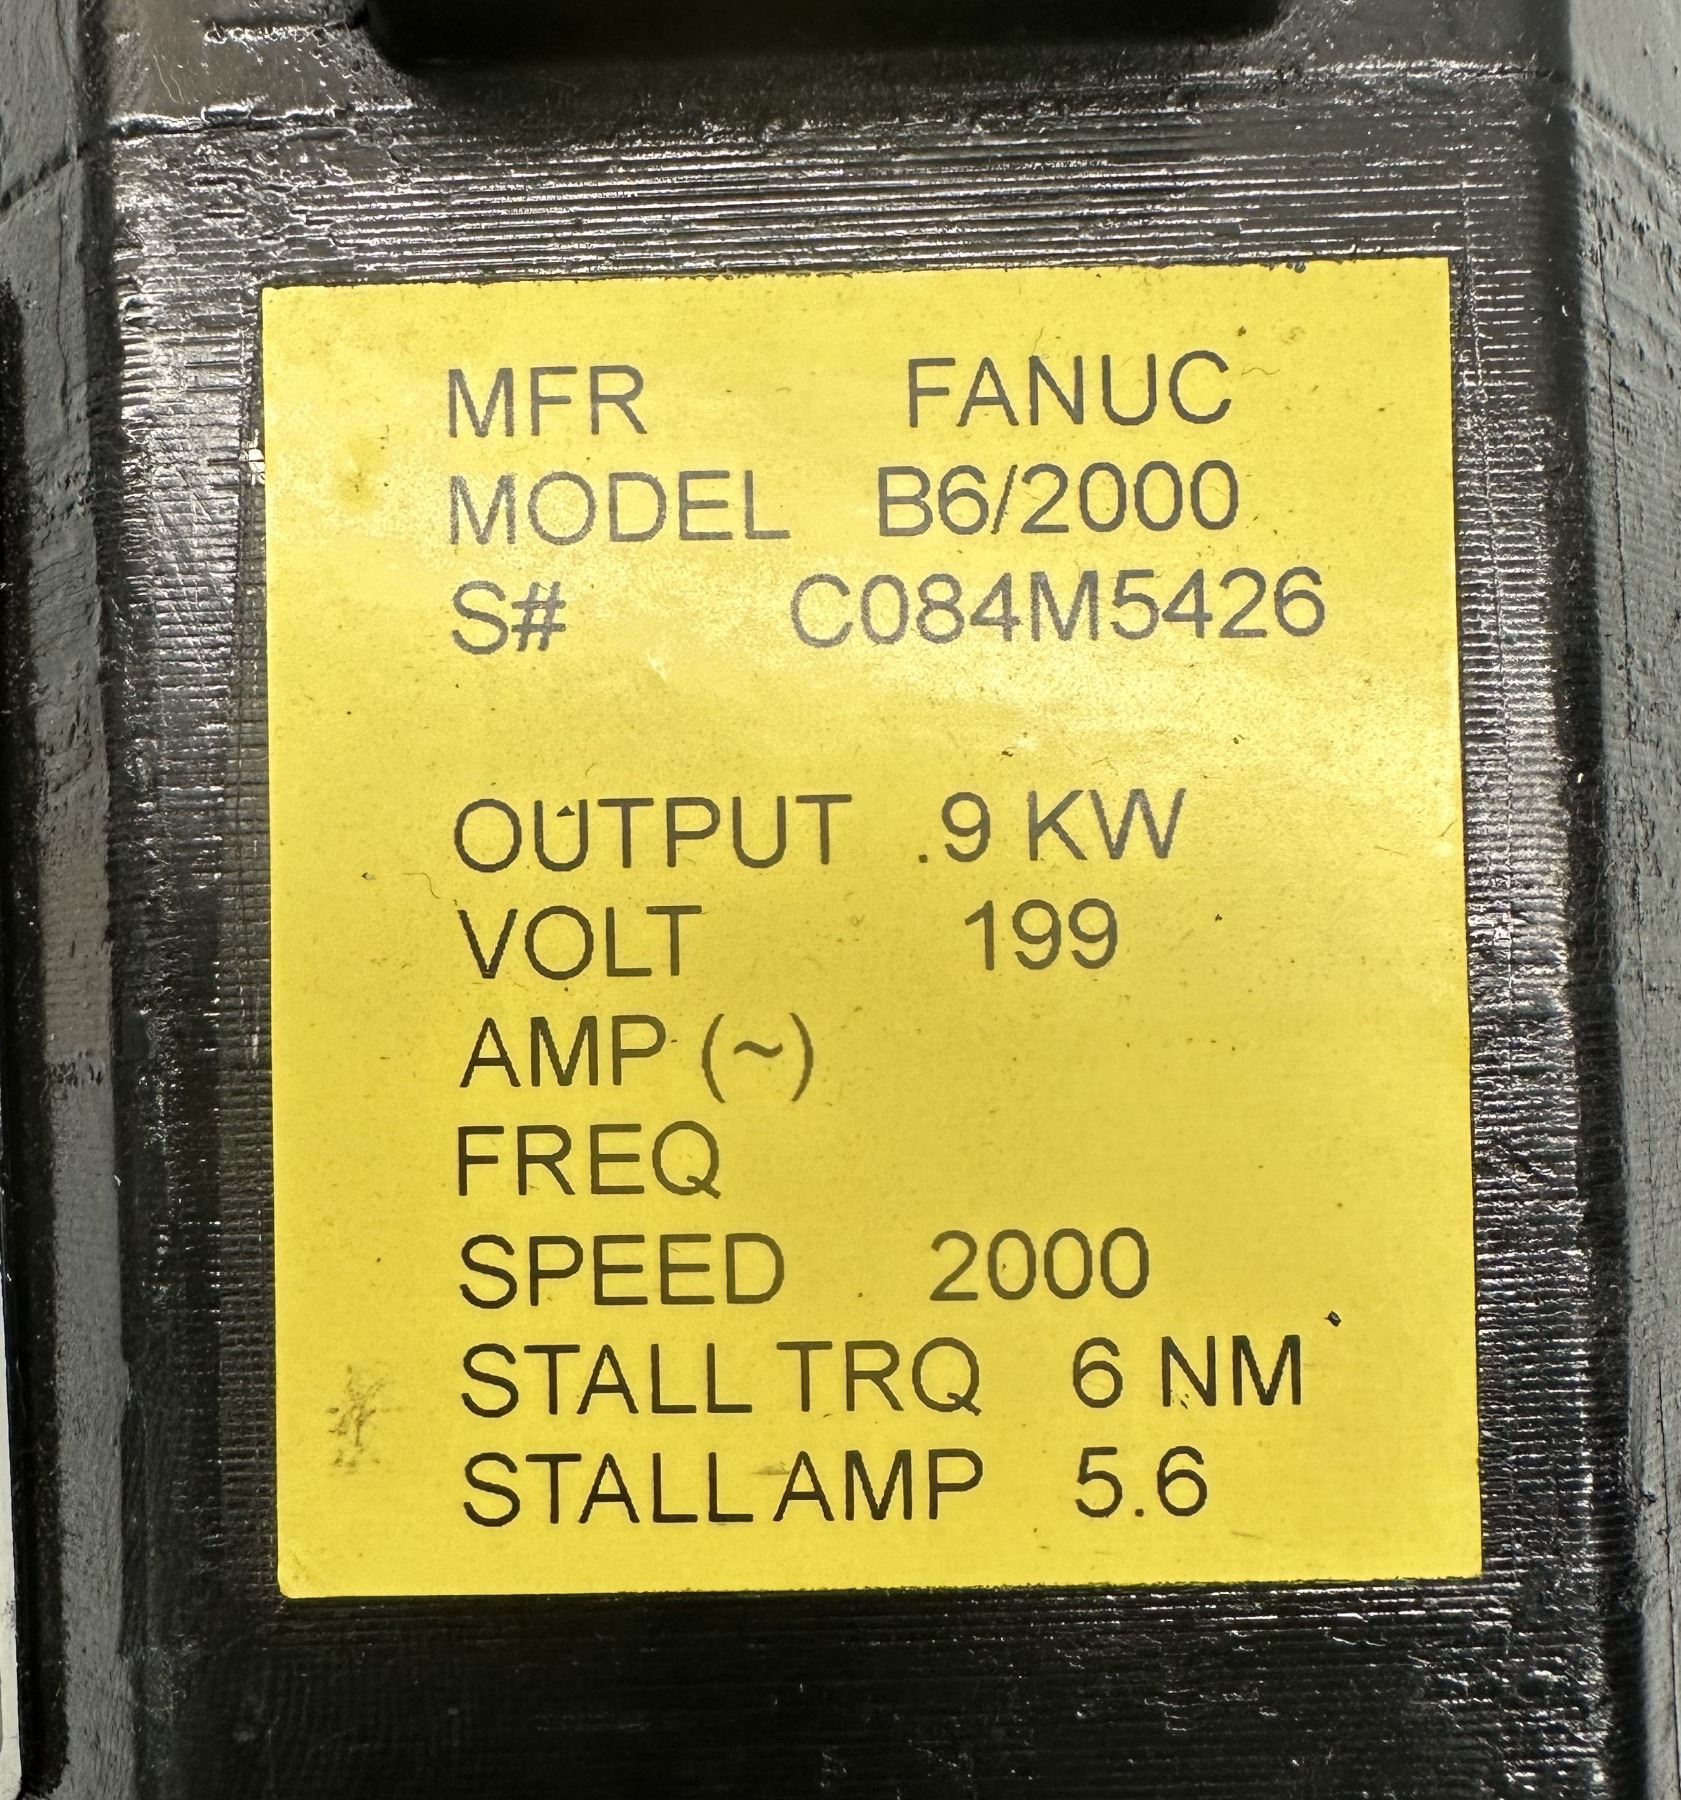 MFR FANUC
MODEL B6/2000
S# C084M5426
OUTPUT .9 KW
VOLT 199
AMP (~)
FREQ
SPEED 2000
STALL TRQ 6 NM
STALL AMP 5.6